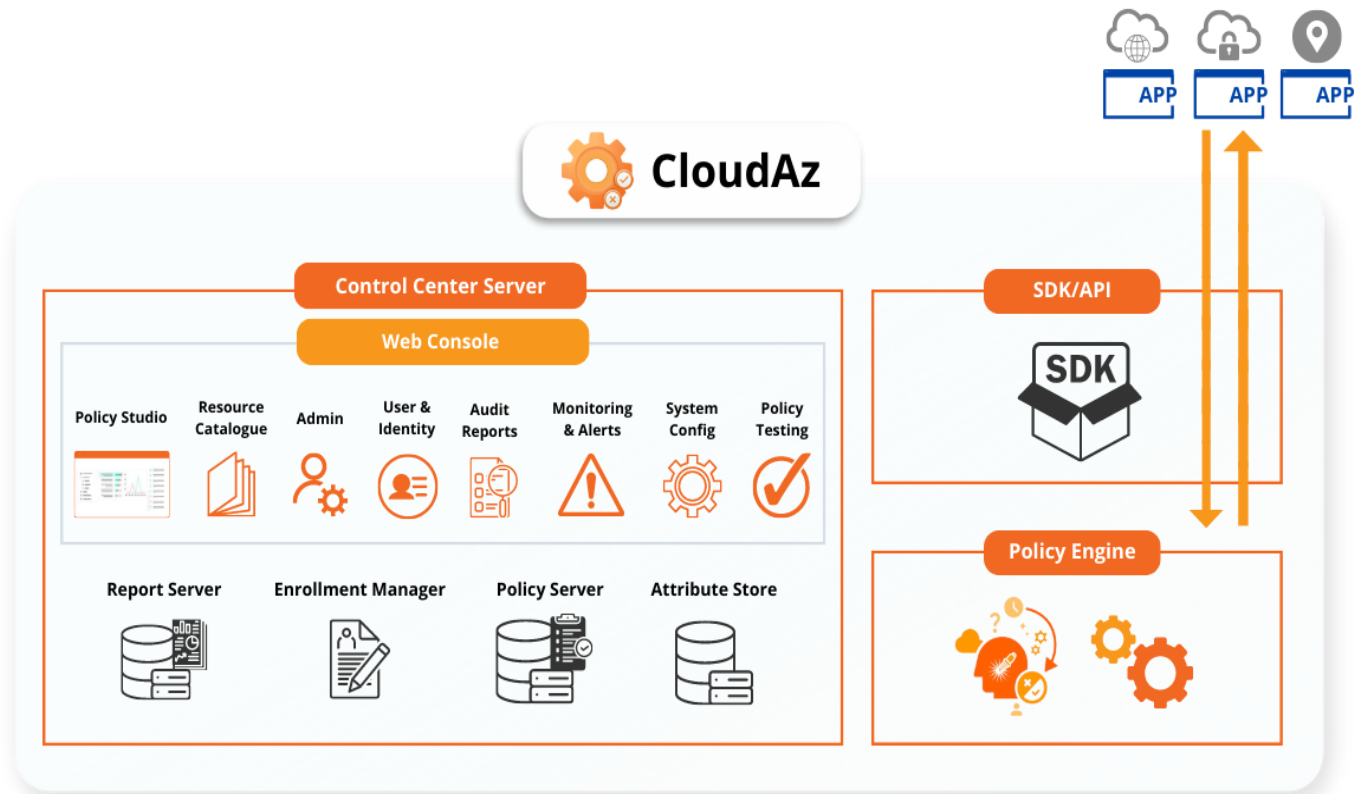 APP
APP
APP
CloudAz
Control Center Server
SDK/API
Web Console
SDK
Policy Studio
Resource
Catalogue
Admin
User &
Identity
Audit
Reports
Monitoring
& Alerts
System
Config
Policy
Testing
Policy Engine
Report Server
Enrollment Manager
Policy Server
Attribute Store
?